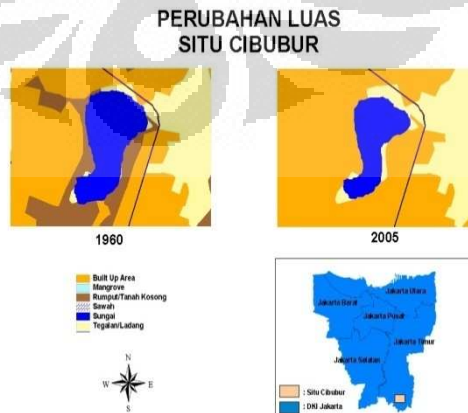 PERUBAHAN LUAS
SITU CIBUBUR
1960
2005
Built Up Area
Mangrove
Rumput/Tanah Kosong
Sawah
Sungai
Tegalan/Ladang
N
W E
S
Jakarta Utara
Jakarta Barat
Jakarta Pusat
Jakarta Timur
Jakarta Selatan
: Situ Cibubur
: DKI Jakarta